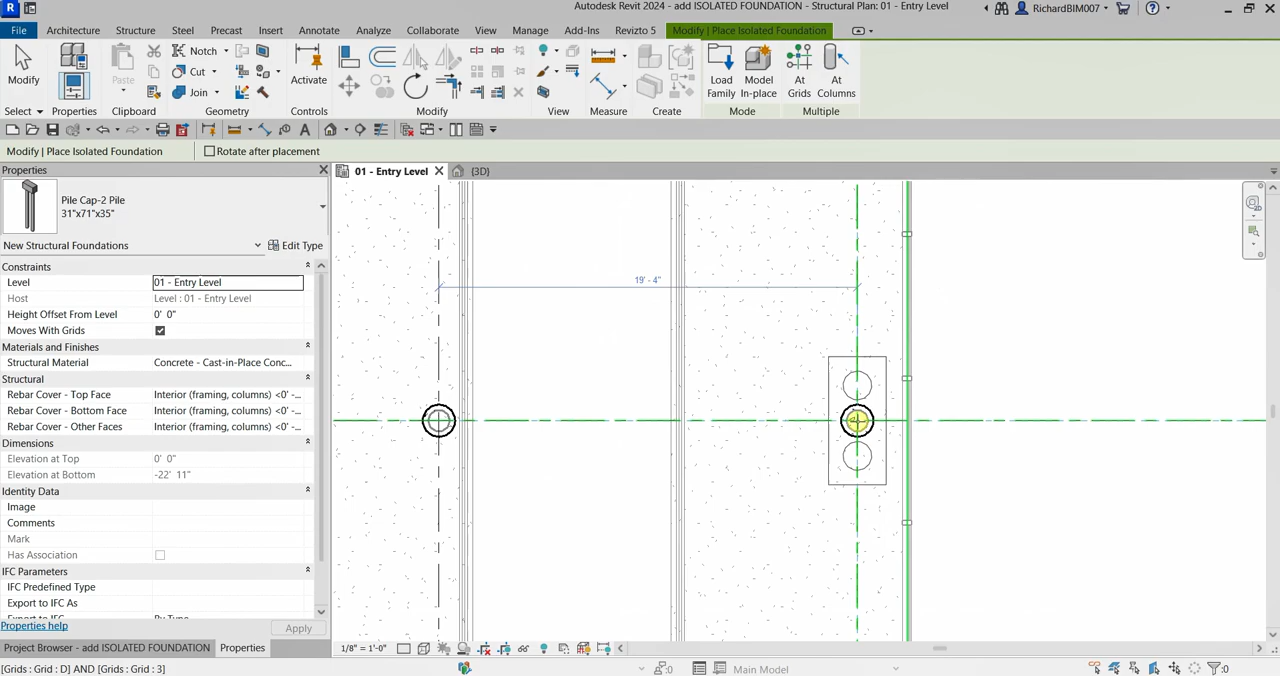 R
Autodesk Revit 2024 - add ISOLATED FOUNDATION - Structural Plan: 01 - Entry Level
RichardBIM007
File Architecture Structure Steel Precast Insert Annotate Analyze Collaborate View Manage Add-Ins Revizto 5 Modify | Place Isolated Foundation
Modify
Paste
Notch
Cut
Join
Activate
Load Family
Model In-place
At Grids
At Columns
Select Properties Clipboard Geometry Controls Modify View Measure Create Mode Multiple
A
Modify | Place Isolated Foundation Rotate after placement
Properties
01 - Entry Level
{3D}
Pile Cap-2 Pile
31"x71"x35"
New Structural Foundations Edit Type
Constraints
Level 01 - Entry Level
Host Level : 01 - Entry Level
Height Offset From Level 0' 0"
Moves With Grids
Materials and Finishes
Structural Material Concrete - Cast-in-Place Conc...
Structural
Rebar Cover - Top Face Interior (framing, columns) <0' -...
Rebar Cover - Bottom Face Interior (framing, columns) <0' -...
Rebar Cover - Other Faces Interior (framing, columns) <0' -...
Dimensions
Elevation at Top 0' 0"
Elevation at Bottom -22' 11"
Identity Data
Image
Comments
Mark
Has Association
IFC Parameters
IFC Predefined Type
Export to IFC As
Export to IFC By Type
Properties help Apply
Project Browser - add ISOLATED FOUNDATION Properties
19' - 4"
1/8" = 1'-0"
[Grids : Grid : D] AND [Grids : Grid : 3]
:0
Main Model
:0